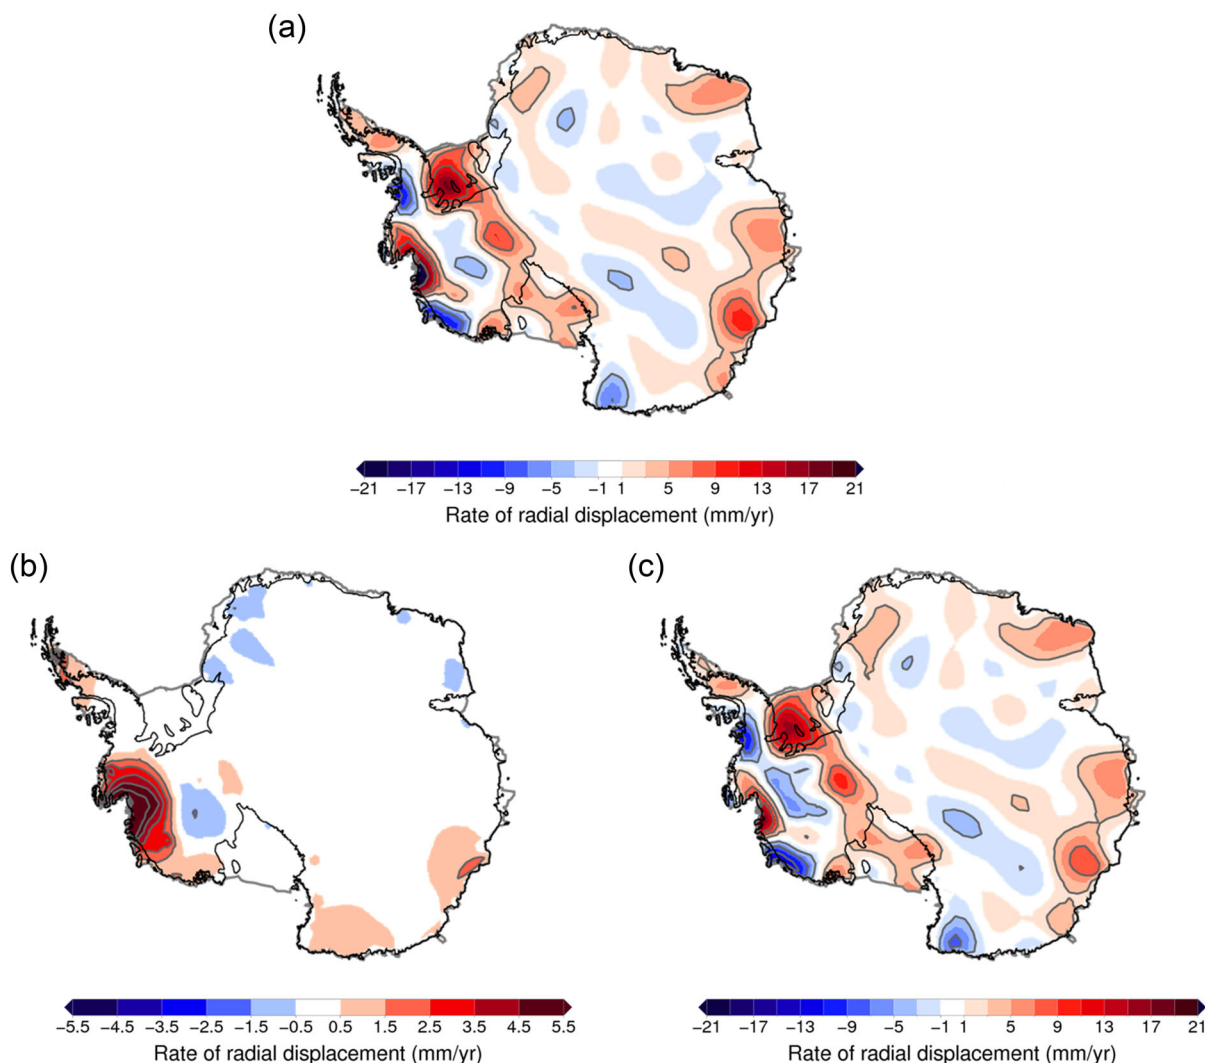 (a)
−21 −17 −13 −9 −5 −1 1 5 9 13 17 21
Rate of radial displacement (mm/yr)
(b)
(c)
−5.5 −4.5 −3.5 −2.5 −1.5 −0.5 0.5 1.5 2.5 3.5 4.5 5.5
Rate of radial displacement (mm/yr)
−21 −17 −13 −9 −5 −1 1 5 9 13 17 21
Rate of radial displacement (mm/yr)